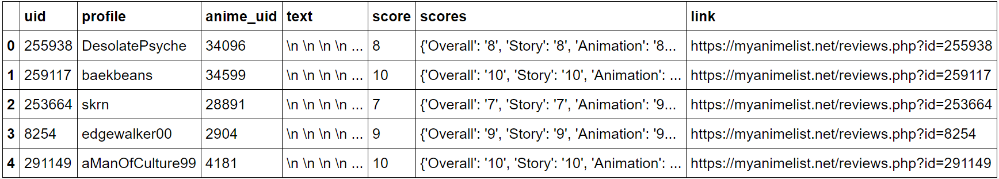 uid profile anime_uid text score scores link
0 255938 DesolatePsyche 34096 \n \n \n \n ... 8 {'Overall': '8', 'Story': '8', 'Animation': '8... https://myanimelist.net/reviews.php?id=255938
1 259117 baekbeans 34599 \n \n \n \n ... 10 {'Overall': '10', 'Story': '10', 'Animation': ... https://myanimelist.net/reviews.php?id=259117
2 253664 skrn 28891 \n \n \n \n ... 7 {'Overall': '7', 'Story': '7', 'Animation': '9... https://myanimelist.net/reviews.php?id=253664
3 8254 edgewalker00 2904 \n \n \n \n ... 9 {'Overall': '9', 'Story': '9', 'Animation': '9... https://myanimelist.net/reviews.php?id=8254
4 291149 aManOfCulture99 4181 \n \n \n \n ... 10 {'Overall': '10', 'Story': '10', 'Animation': ... https://myanimelist.net/reviews.php?id=291149